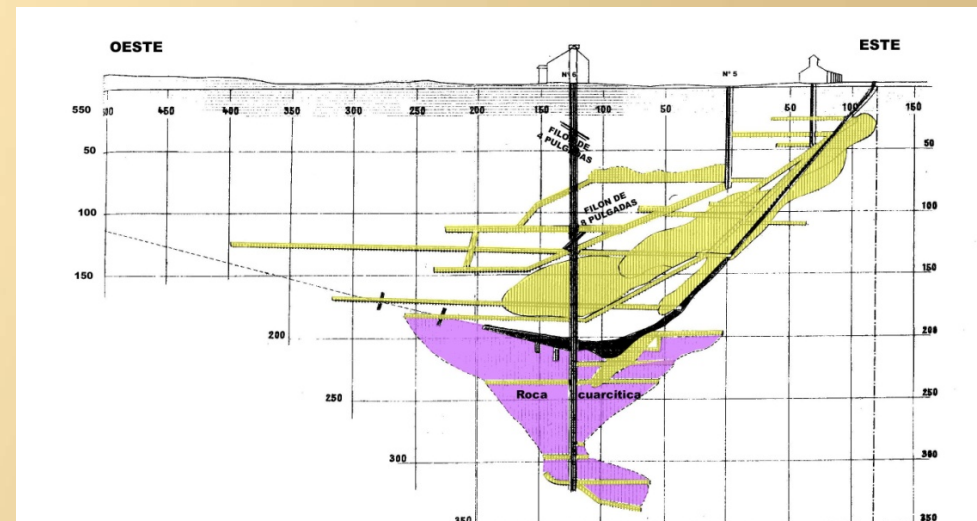 OESTE
ESTE
Nº 6
Nº 5
550 500 450 400 350 300 250 200 150 100 50 50 100 150
FILON DE
4 PULGADAS
50 50
FILON DE
8 PULGADAS
100 100
150 150
200 200
Roca cuarcítica
250 250
300 300
350 350